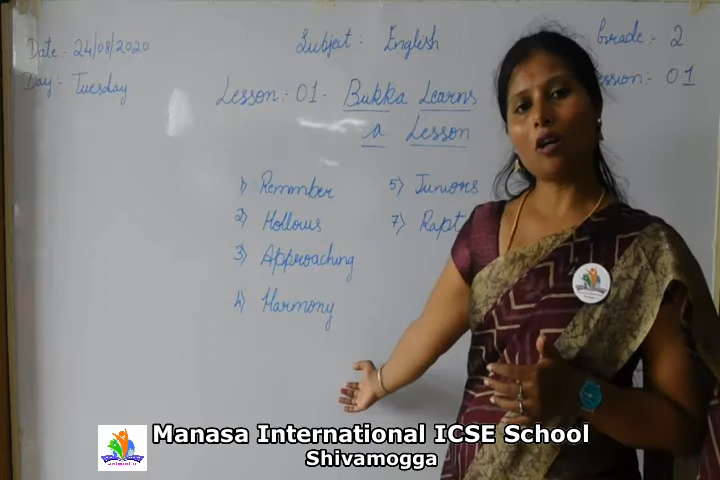 Date:- 24/08/2020
Subject: English
Grade:- 2
Day:- Tuesday
ession:- 01
Lesson:- 01- Bukka Learns
a Lesson
1) Remmber
5) Juniors
2) Hollows
7) Rapt
3) Approaching
4) Harmony
Manasa International ICSE School
Shivamogga